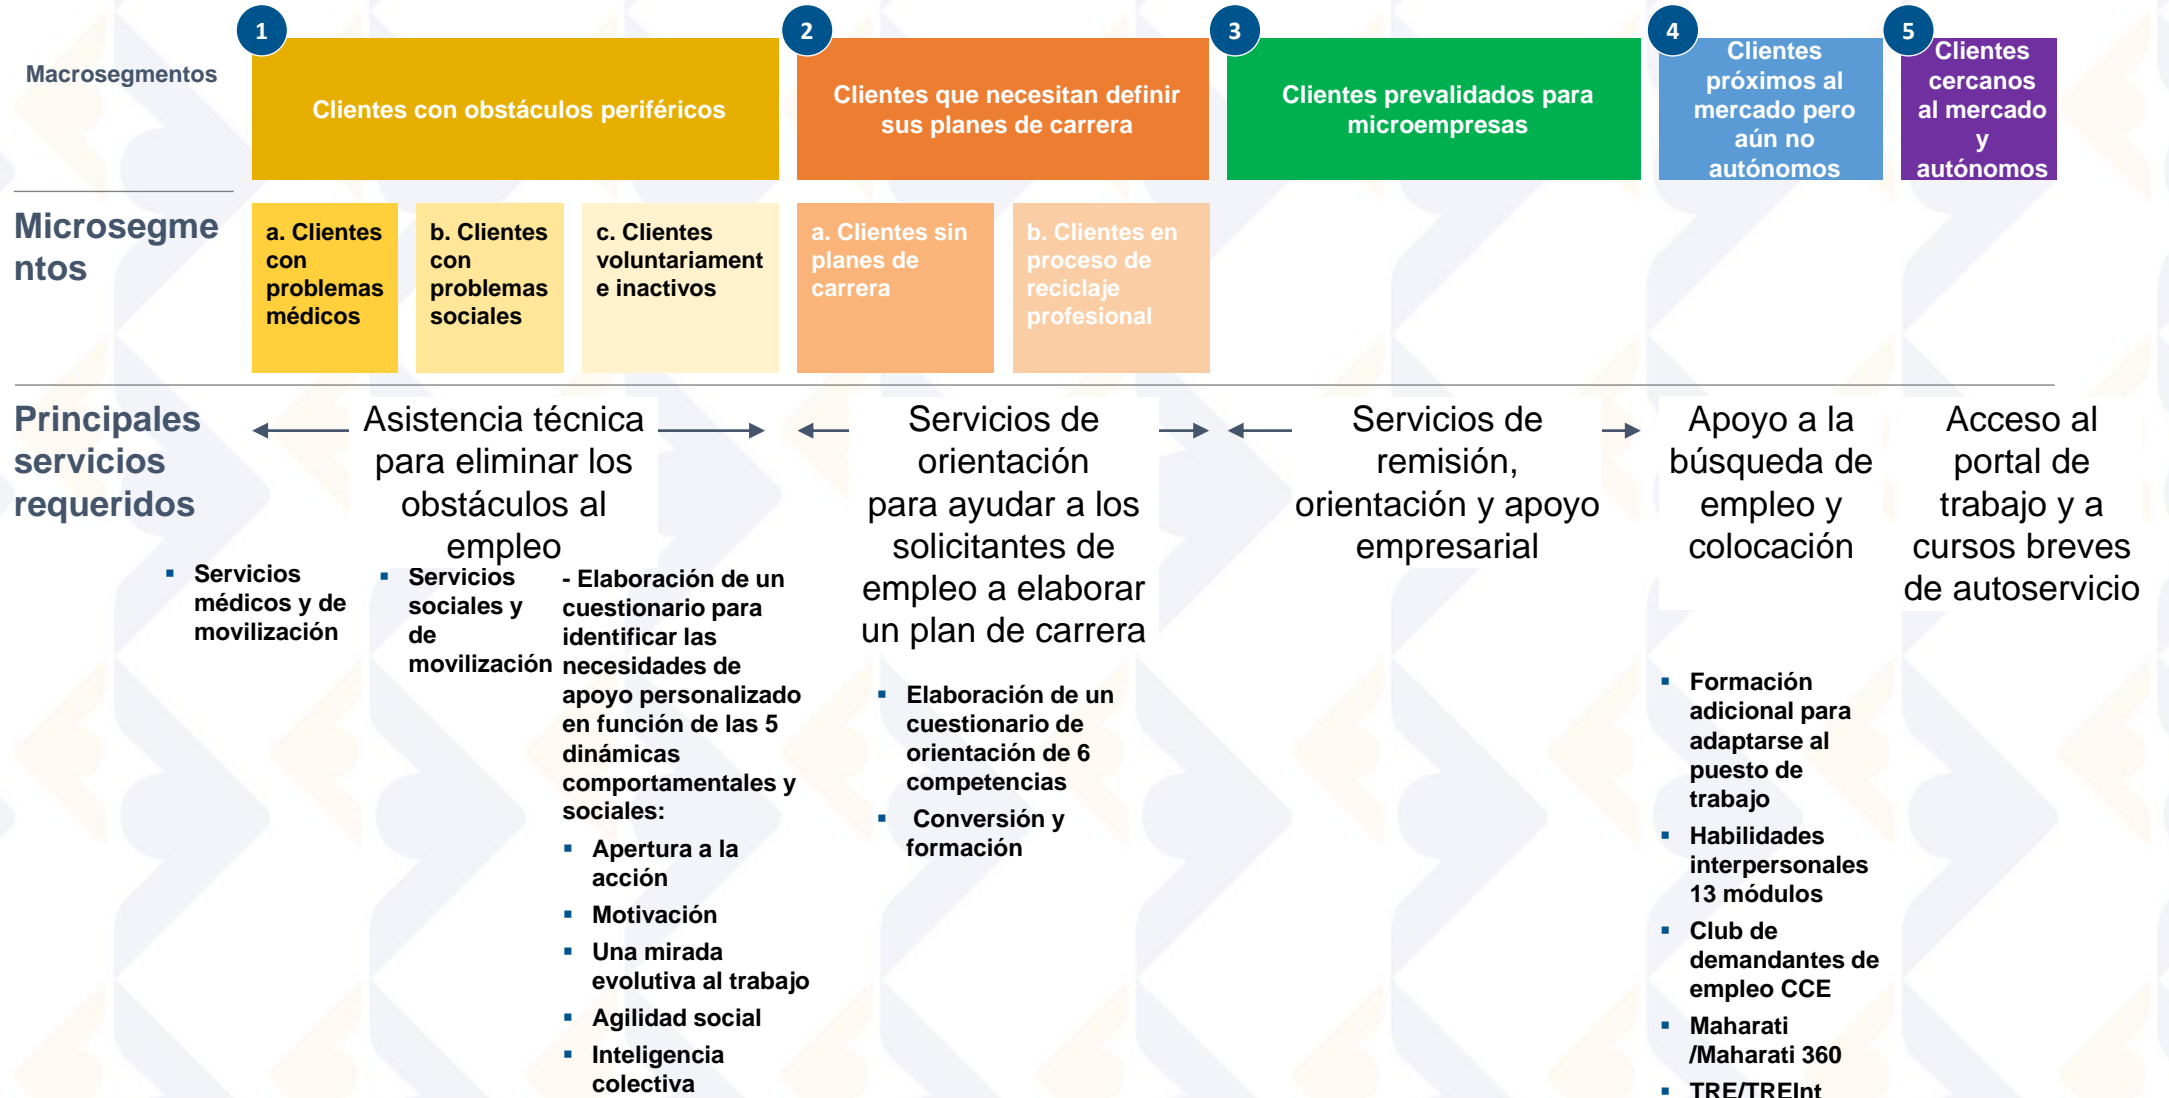 1
2
3
4
5
Macrosegmentos
Clientes con obstáculos periféricos
Clientes que necesitan definir
sus planes de carrera
Clientes prevalidados para
microempresas
Clientes
próximos al
mercado pero
aún no
autónomos
Clientes
cercanos
al mercado
y
autónomos
Microsegme
ntos
a. Clientes
con
problemas
médicos
b. Clientes
con
problemas
sociales
c. Clientes
voluntariament
e inactivos
a. Clientes sin
planes de
carrera
b. Clientes en
proceso de
reciclaje
profesional
Principales
servicios
requeridos
Asistencia técnica
para eliminar los
obstáculos al
empleo
Servicios de
orientación
para ayudar a los
solicitantes de
empleo a elaborar
un plan de carrera
Servicios de
remisión,
orientación y apoyo
empresarial
Apoyo a la
búsqueda de
empleo y
colocación
Acceso al
portal de
trabajo y a
cursos breves
de autoservicio
▪ Servicios
médicos y de
movilización
▪ Servicios
sociales y
de
movilización
- Elaboración de un
cuestionario para
identificar las
necesidades de
apoyo personalizado
en función de las 5
dinámicas
comportamentales y
sociales:
▪ Apertura a la
acción
▪ Motivación
▪ Una mirada
evolutiva al trabajo
▪ Agilidad social
▪ Inteligencia
colectiva
▪ Elaboración de un
cuestionario de
orientación de 6
competencias
▪ Conversión y
formación
▪ Formación
adicional para
adaptarse al
puesto de
trabajo
▪ Habilidades
interpersonales
13 módulos
▪ Club de
demandantes de
empleo CCE
▪ Maharati
/Maharati 360
▪ TRE/TREInt